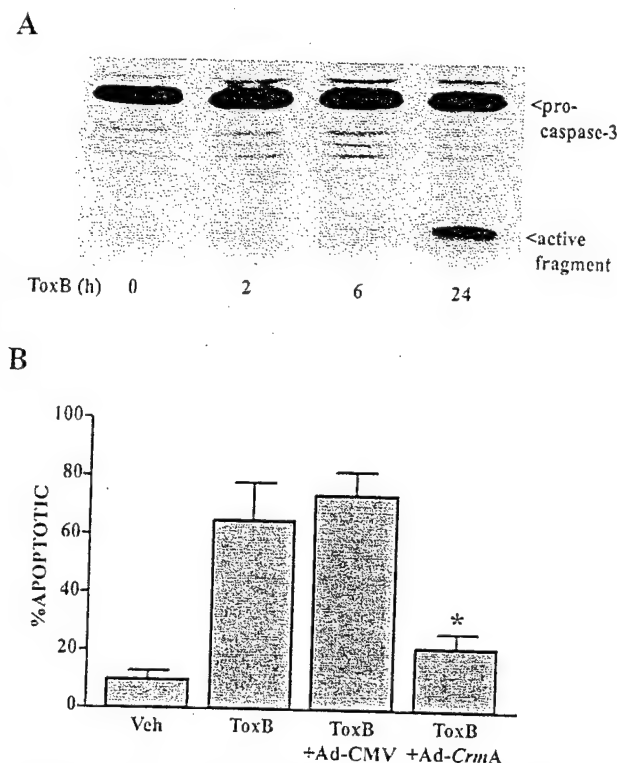 A
<pro-
caspase-3
<active
fragment
ToxB (h) 0 2 6 24
B
100
80
60
40
20
0
%APOPTOTIC
*
Veh ToxB ToxB ToxB
+Ad-CMV +Ad-CrmA